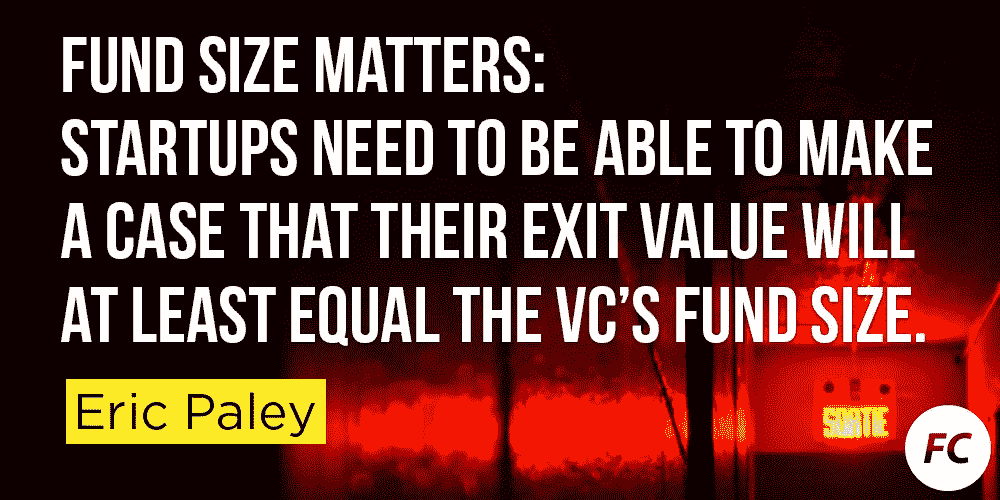 FUND SIZE MATTERS:
STARTUPS NEED TO BE ABLE TO MAKE
A CASE THAT THEIR EXIT VALUE WILL
AT LEAST EQUAL THE VC'S FUND SIZE.
Eric Paley
SORTIE
FC